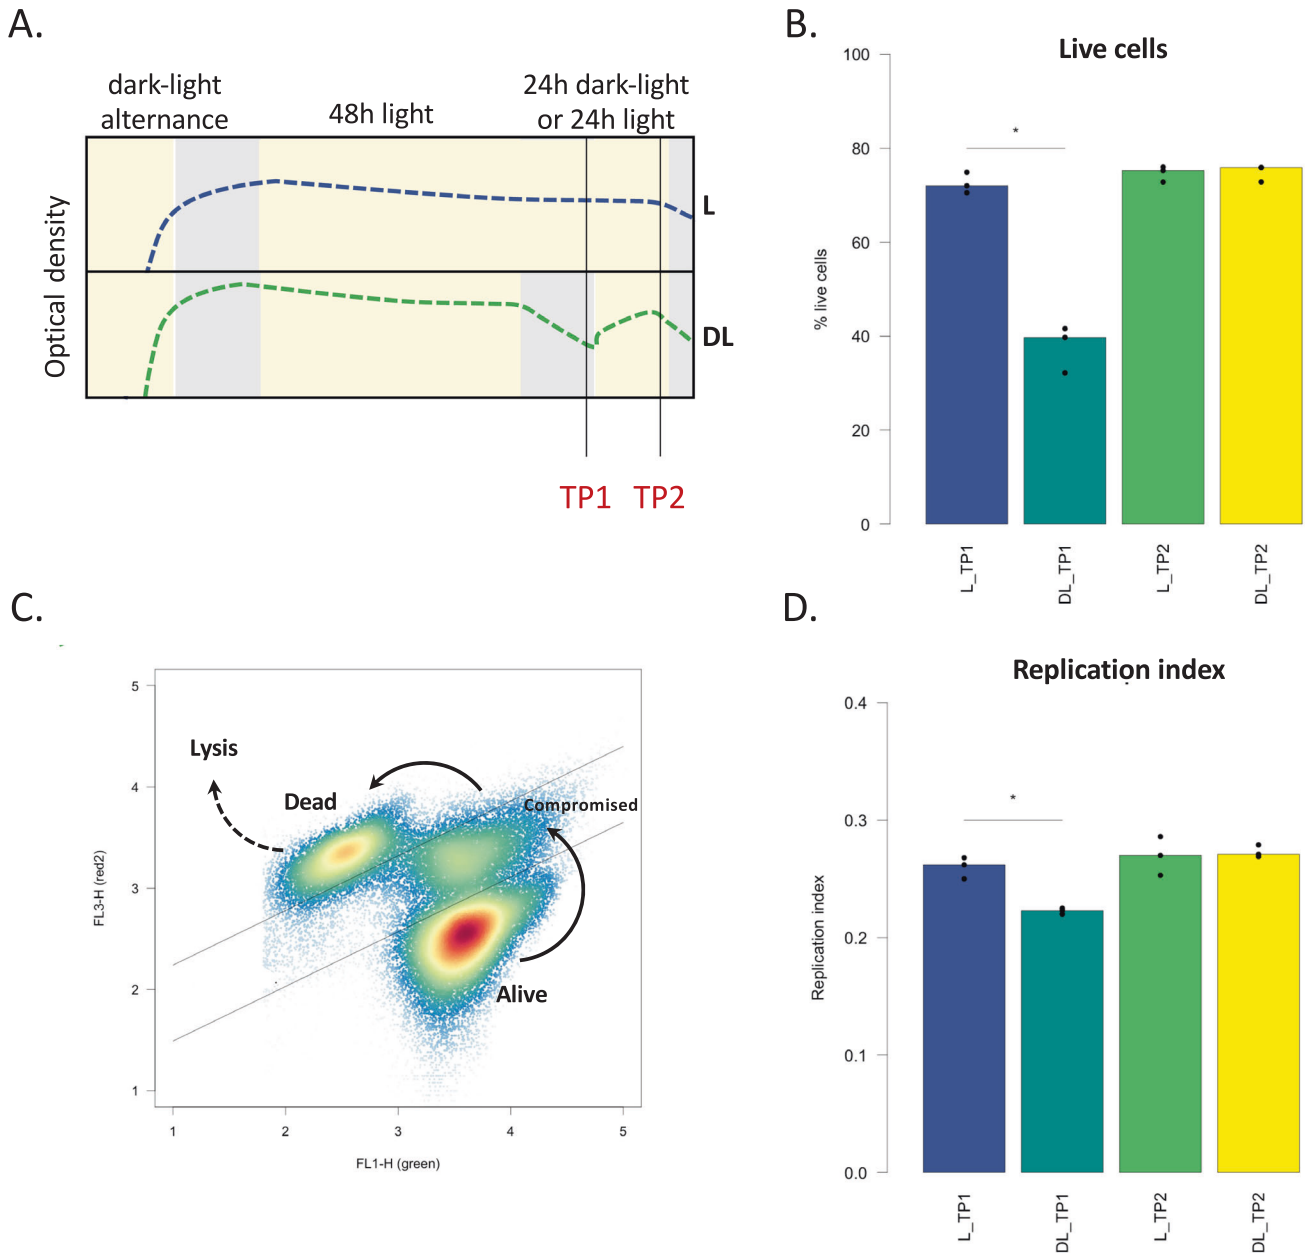 A.
dark-light
alternance
48h light
24h dark-light
or 24h light
Optical density
L
DL
TP1
TP2
B.
Live cells
*
% live cells
100
80
60
40
20
0
L_TP1
DL_TP1
L_TP2
DL_TP2
C.
Lysis
Dead
Compromised
Alive
FL3-H (red2)
5
4
3
2
1
1
2
3
4
5
FL1-H (green)
D.
Replication index
*
Replication index
0.4
0.3
0.2
0.1
0.0
L_TP1
DL_TP1
L_TP2
DL_TP2